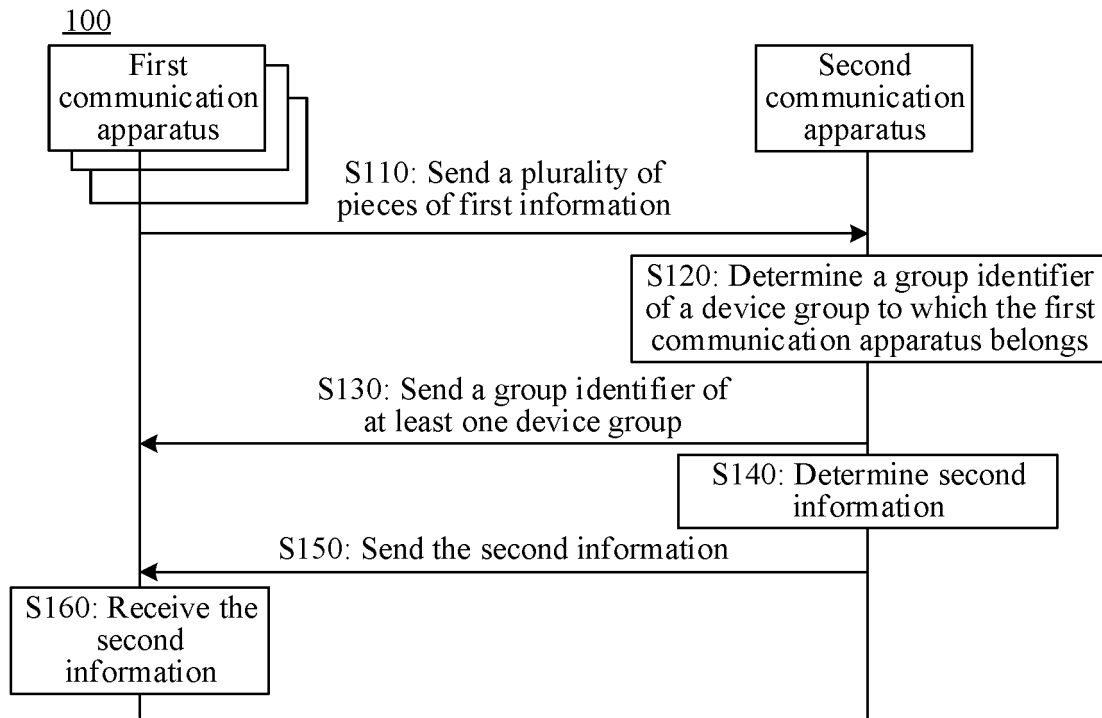 100
First
communication
apparatus
Second
communication
apparatus
S110: Send a plurality of
pieces of first information
S120: Determine a group identifier
of a device group to which the first
communication apparatus belongs
S130: Send a group identifier of
at least one device group
S140: Determine second
information
S150: Send the second information
S160: Receive the
second
information